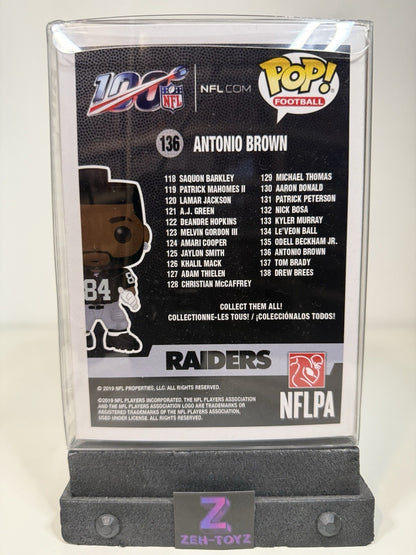 100 NFL
NFL.COM
POP!
FOOTBALL
136 ANTONIO BROWN
118 SAQUON BARKLEY
119 PATRICK MAHOMES II
120 LAMAR JACKSON
121 A.J. GREEN
122 DeANDRE HOPKINS
123 MELVIN GORDON III
124 AMARI COOPER
125 JAYLON SMITH
126 KHALIL MACK
127 ADAM THIELEN
128 CHRISTIAN McCAFFREY
129 MICHAEL THOMAS
130 AARON DONALD
131 PATRICK PETERSON
132 NICK BOSA
133 KYLER MURRAY
134 Le'VEON BALL
135 ODELL BECKHAM JR.
136 ANTONIO BROWN
137 TOM BRADY
138 DREW BREES
84
COLLECT THEM ALL!
COLLECTIONNE-LES TOUS! / ¡COLECCIÓNALOS TODOS!
RAIDERS
NFLPA
© 2019 NFL PROPERTIES, LLC. ALL RIGHTS RESERVED.
©2019 NFL PLAYERS INCORPORATED. THE NFL PLAYERS ASSOCIATION
AND THE NFL PLAYERS ASSOCIATION LOGO ARE TRADEMARKS OR
REGISTERED TRADEMARKS OF THE NFL PLAYERS ASSOCIATION,
USED UNDER LICENSE. ALL RIGHTS RESERVED.
Z
ZEH-TOYZ